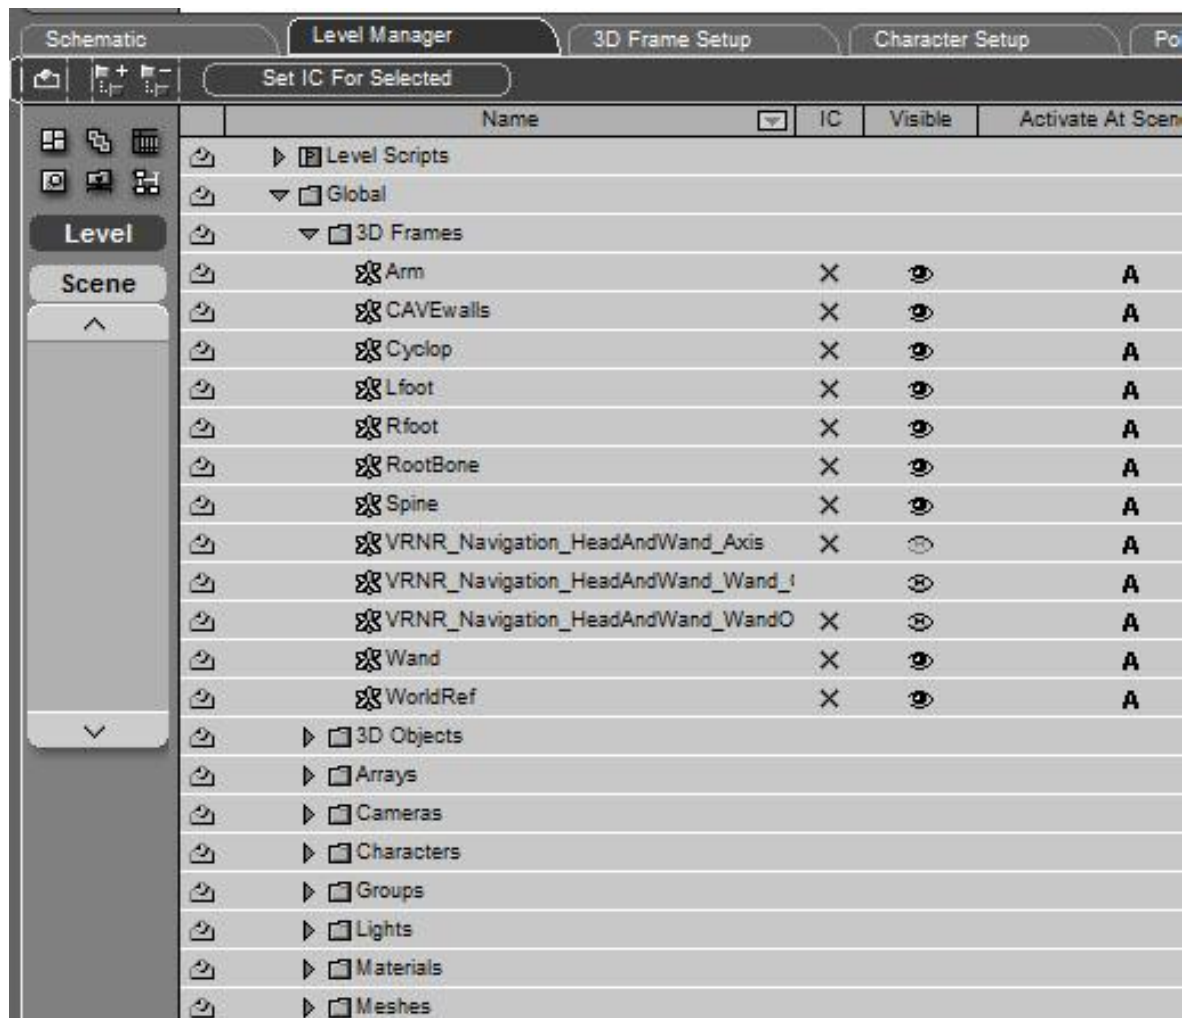 Schematic
Level Manager
3D Frame Setup
Character Setup
Set IC For Selected
Name
IC
Visible
Activate At
Level Scripts
Global
Level
3D Frames
Scene
Arm X A
CAVEwalls X A
Cyclop X A
Lfoot X A
Rfoot X A
RootBone X A
Spine X A
VRNR_Navigation_HeadAndWand_Axis X A
VRNR_Navigation_HeadAndWand_Wand_ A
VRNR_Navigation_HeadAndWand_WandO X A
Wand X A
WorldRef X A
3D Objects
Arrays
Cameras
Characters
Groups
Lights
Materials
Meshes